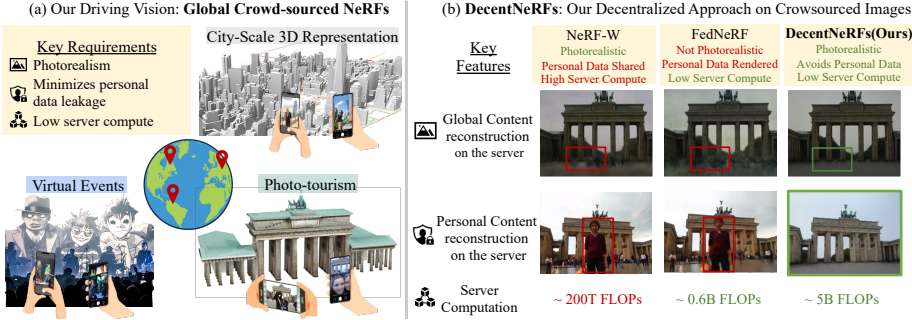 (a) Our Driving Vision: Global Crowd-sourced NeRFs
Key Requirements
Photorealism
Minimizes personal
data leakage
Low server compute
City-Scale 3D Representation
Virtual Events
Photo-tourism
(b) DecentNeRFs: Our Decentralized Approach on Crowsourced Images
Key
Features
NeRF-W
Photorealistic
Personal Data Shared
High Server Compute
FedNeRF
Not Photorealistic
Personal Data Rendered
Low Server Compute
DecentNeRFs(Ours)
Photorealistic
Avoids Personal Data
Low Server Compute
Global Content
reconstruction
on the server
Personal Content
reconstruction
on the server
Server
Computation
~ 200T FLOPs
~ 0.6B FLOPs
~ 5B FLOPs